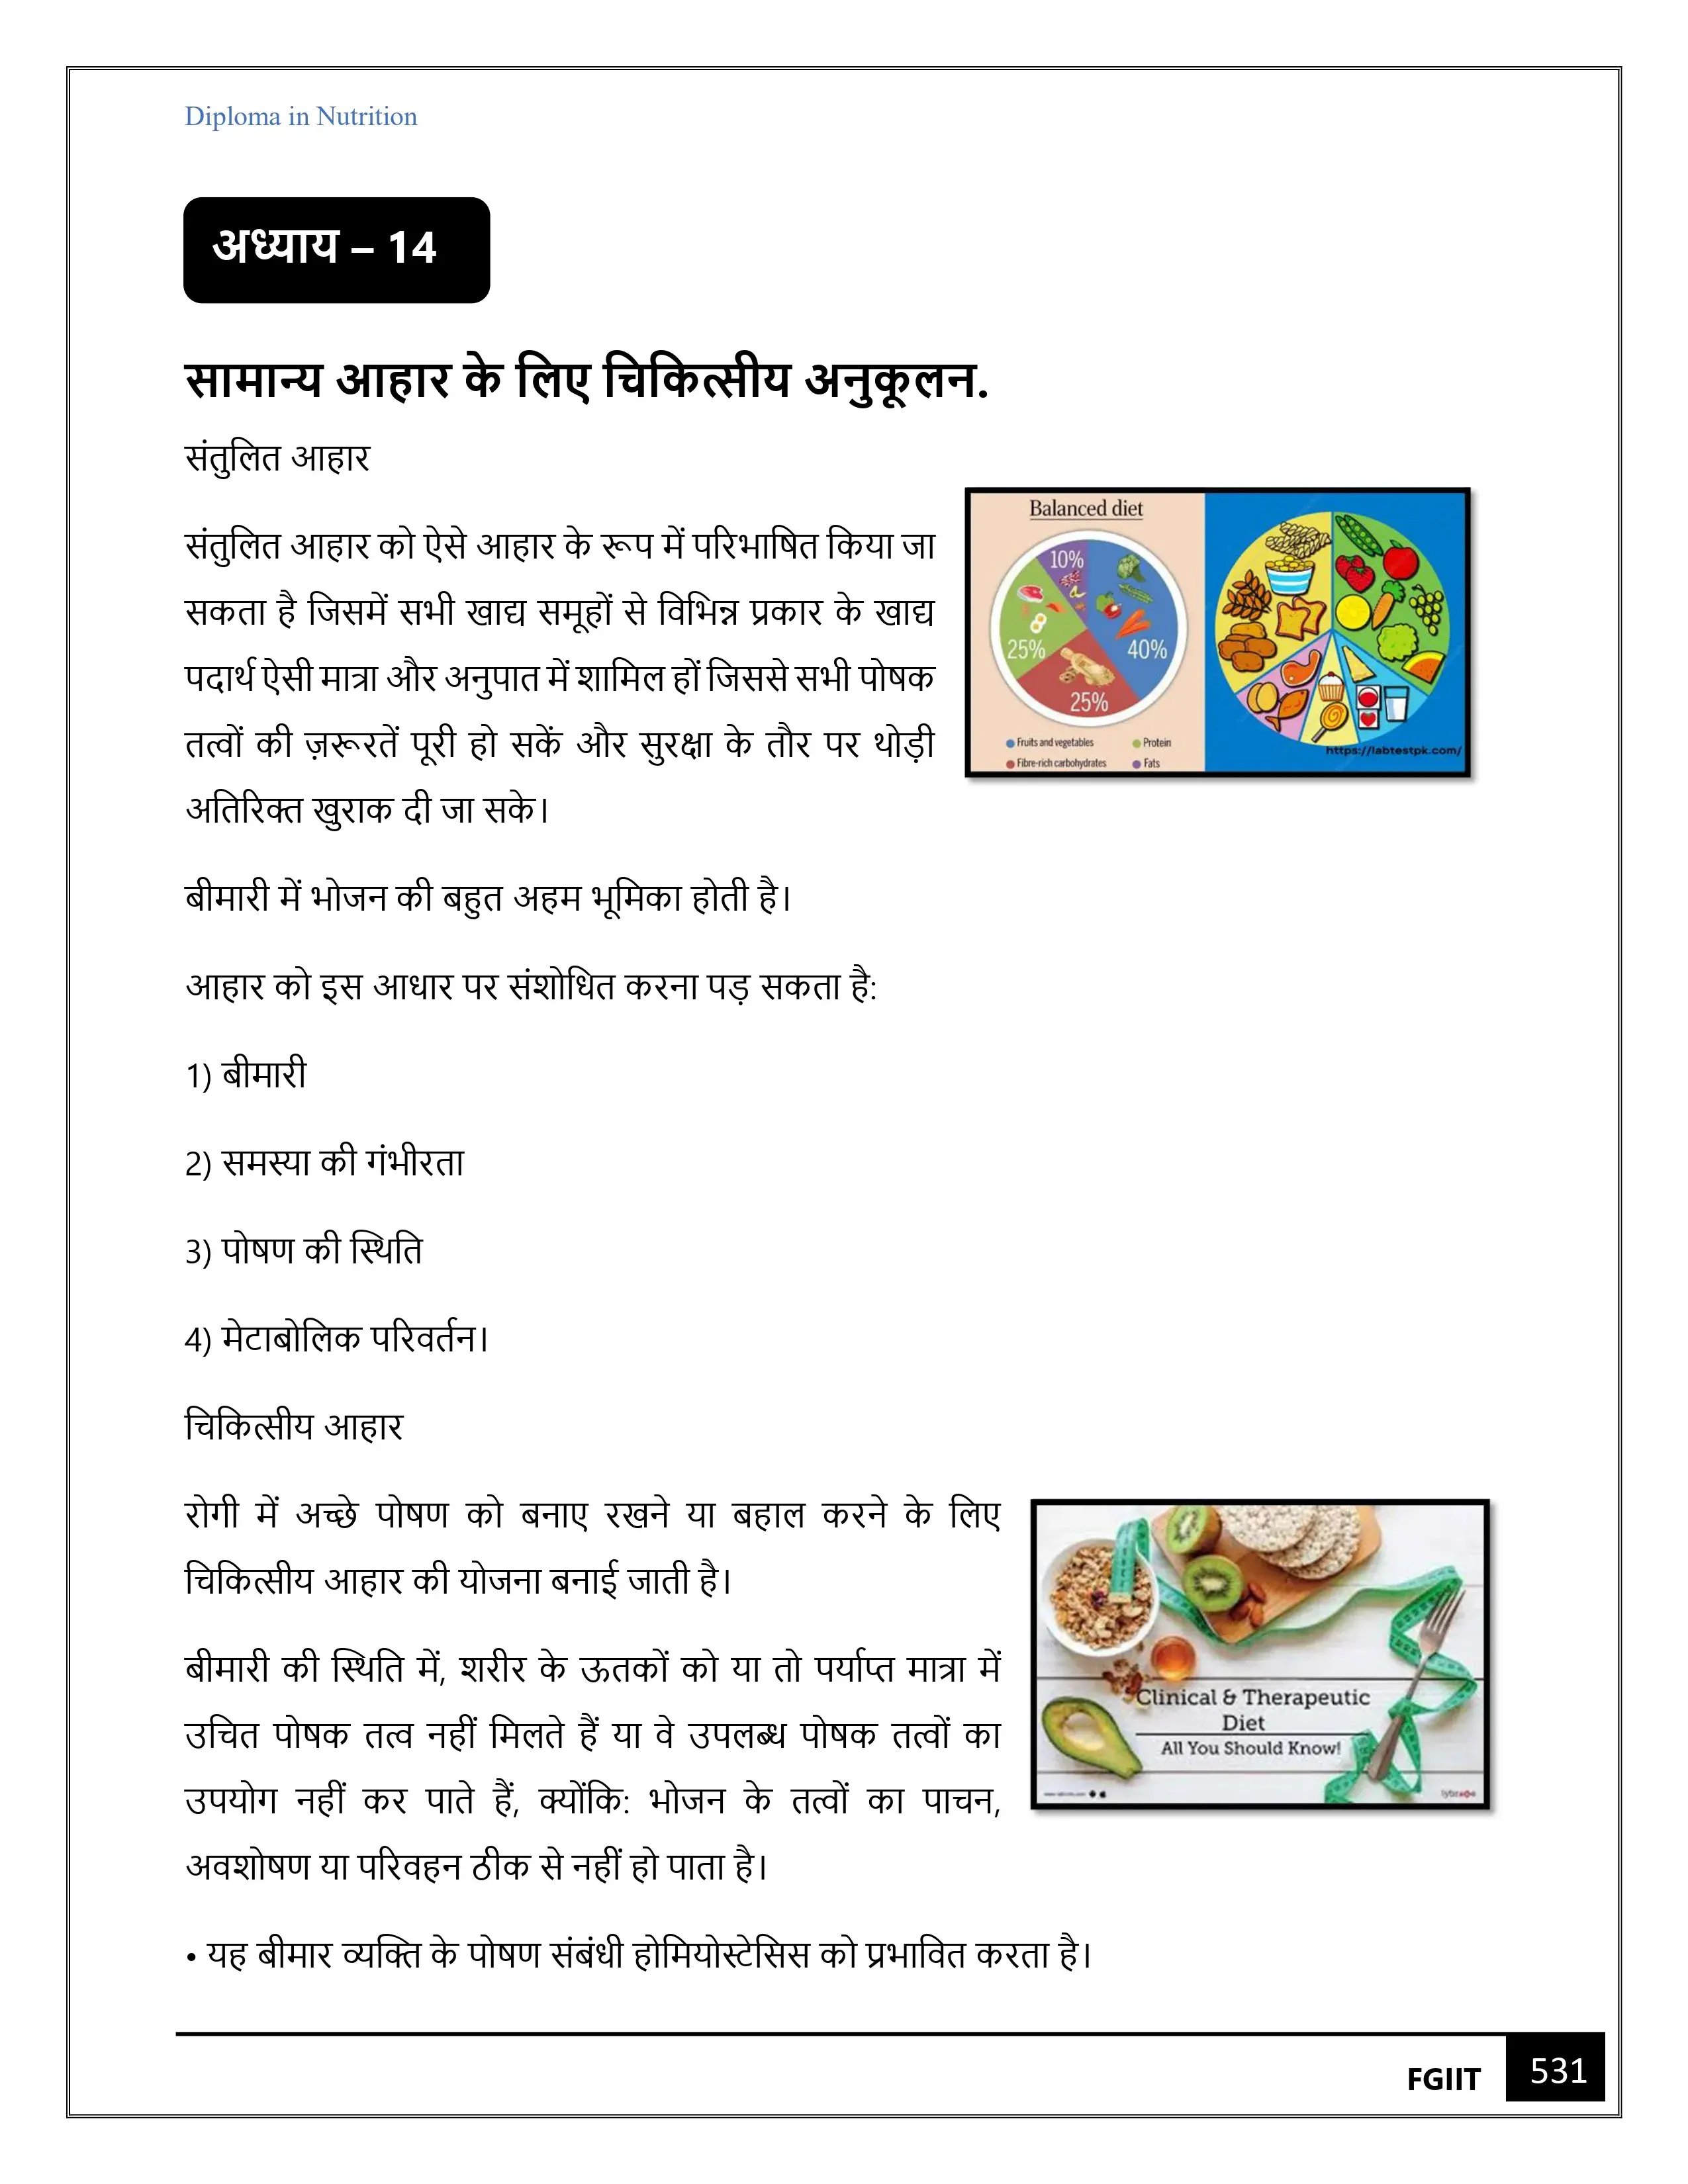 Diploma in Nutrition
अध्याय – 14
सामान्य आहार के लिए चिकित्सीय अनुकूलन.
संतुलित आहार
संतुलित आहार को ऐसे आहार के रूप में परिभाषित किया जा
सकता है जिसमें सभी खाद्य समूहों से विभिन्न प्रकार के खाद्य
पदार्थ ऐसी मात्रा और अनुपात में शामिल हों जिससे सभी पोषक
तत्वों की ज़रूरतें पूरी हो सकें और सुरक्षा के तौर पर थोड़ी
अतिरिक्त खुराक दी जा सके।
Balanced diet
10%
25%
40%
25%
Fruits and vegetables
Protein
Fibre-rich carbohydrates
Fats
https://labtestpk.com/
बीमारी में भोजन की बहुत अहम भूमिका होती है।
आहार को इस आधार पर संशोधित करना पड़ सकता है:
1) बीमारी
2) समस्या की गंभीरता
3) पोषण की स्थिति
4) मेटाबोलिक परिवर्तन।
चिकित्सीय आहार
रोगी में अच्छे पोषण को बनाए रखने या बहाल करने के लिए
चिकित्सीय आहार की योजना बनाई जाती है।
बीमारी की स्थिति में, शरीर के ऊतकों को या तो पर्याप्त मात्रा में
उचित पोषक तत्व नहीं मिलते हैं या वे उपलब्ध पोषक तत्वों का
उपयोग नहीं कर पाते हैं, क्योंकि: भोजन के तत्वों का पाचन,
अवशोषण या परिवहन ठीक से नहीं हो पाता है।
Clinical & Therapeutic
Diet
All You Should Know!
• यह बीमार व्यक्ति के पोषण संबंधी होमियोस्टेसिस को प्रभावित करता है।
FGIIT
531